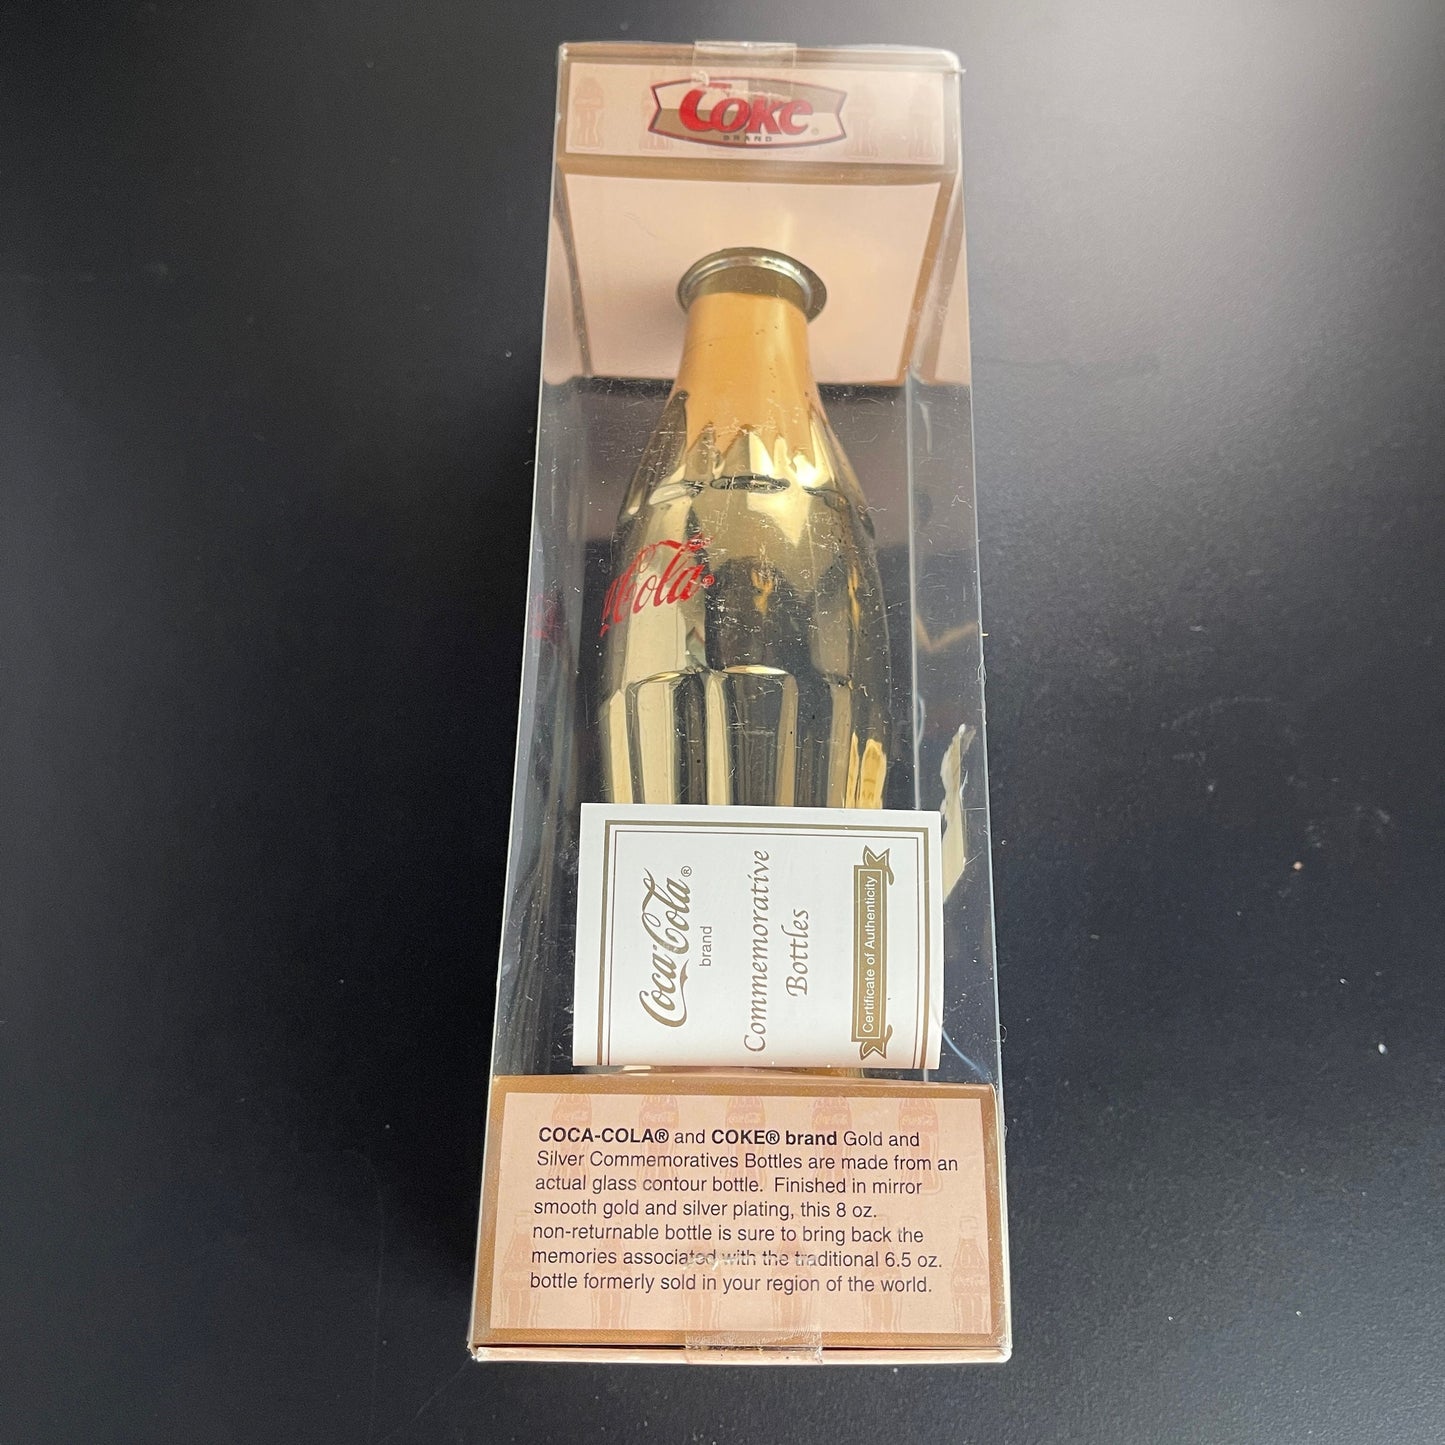 Coke®
BRAND
Cola®
Coca-Cola®
brand
Commemorative
Bottles
Certificate of Authenticity
COCA-COLA® and COKE® brand Gold and
Silver Commemoratives Bottles are made from an
actual glass contour bottle. Finished in mirror
smooth gold and silver plating, this 8 oz.
non-returnable bottle is sure to bring back the
memories associated with the traditional 6.5 oz.
bottle formerly sold in your region of the world.